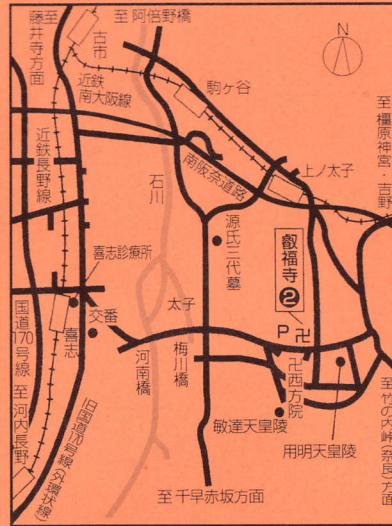 藤井寺方面
至
古市
至阿倍野橋
N
駒ヶ谷
近鉄
南大阪線
至橿原神宮・吉野
近鉄長野線
南阪奈道路
上ノ太子
石川
源氏三代墓
叡福寺
❷
喜志診療所
太子
P卍
国道170号線
喜志
交番
河南橋
梅川橋
卍西方院
至河内長野
旧国道170号線(外環状線)
敏達天皇陵
用明天皇陵
至竹の内峠(奈良)方面
至千早赤坂方面